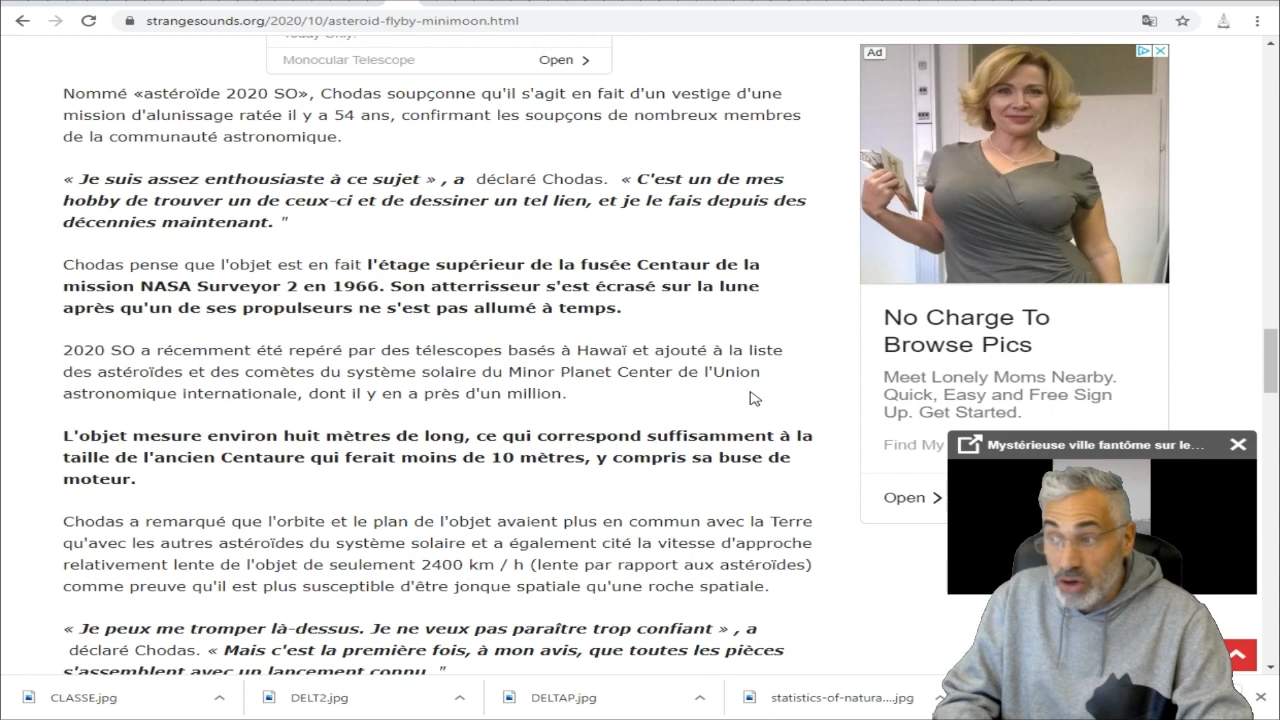 strangesounds.org/2020/10/asteroid-flyby-minimoon.html
Today Only!
Monocular Telescope
Open
Nommé «astéroïde 2020 SO», Chodas soupçonne qu'il s'agit en fait d'un vestige d'une
mission d'alunissage ratée il y a 54 ans, confirmant les soupçons de nombreux membres
de la communauté astronomique.
« Je suis assez enthousiaste à ce sujet » , a déclaré Chodas. « C'est un de mes
hobby de trouver un de ceux-ci et de dessiner un tel lien, et je le fais depuis des
décennies maintenant. "
Chodas pense que l'objet est en fait l'étage supérieur de la fusée Centaur de la
mission NASA Surveyor 2 en 1966. Son atterrisseur s'est écrasé sur la lune
après qu'un de ses propulseurs ne s'est pas allumé à temps.
2020 SO a récemment été repéré par des télescopes basés à Hawaï et ajouté à la liste
des astéroïdes et des comètes du système solaire du Minor Planet Center de l'Union
astronomique internationale, dont il y en a près d'un million.
L'objet mesure environ huit mètres de long, ce qui correspond suffisamment à la
taille de l'ancien Centaure qui ferait moins de 10 mètres, y compris sa buse de
moteur.
Chodas a remarqué que l'orbite et le plan de l'objet avaient plus en commun avec la Terre
qu'avec les autres astéroïdes du système solaire et a également cité la vitesse d'approche
relativement lente de l'objet de seulement 2400 km / h (lente par rapport aux astéroïdes)
comme preuve qu'il est plus susceptible d'être jonque spatiale qu'une roche spatiale.
« Je peux me tromper là-dessus. Je ne veux pas paraître trop confiant » , a
déclaré Chodas. « Mais c'est la première fois, à mon avis, que toutes les pièces
s'assemblent avec un lancement connu. "
Ad
No Charge To
Browse Pics
Meet Lonely Moms Nearby.
Quick, Easy and Free Sign
Up. Get Started.
Find My
Open
Mystérieuse ville fantôme sur le...
CLASSE.jpg
DELT2.jpg
DELTAP.jpg
statistics-of-natura....jpg